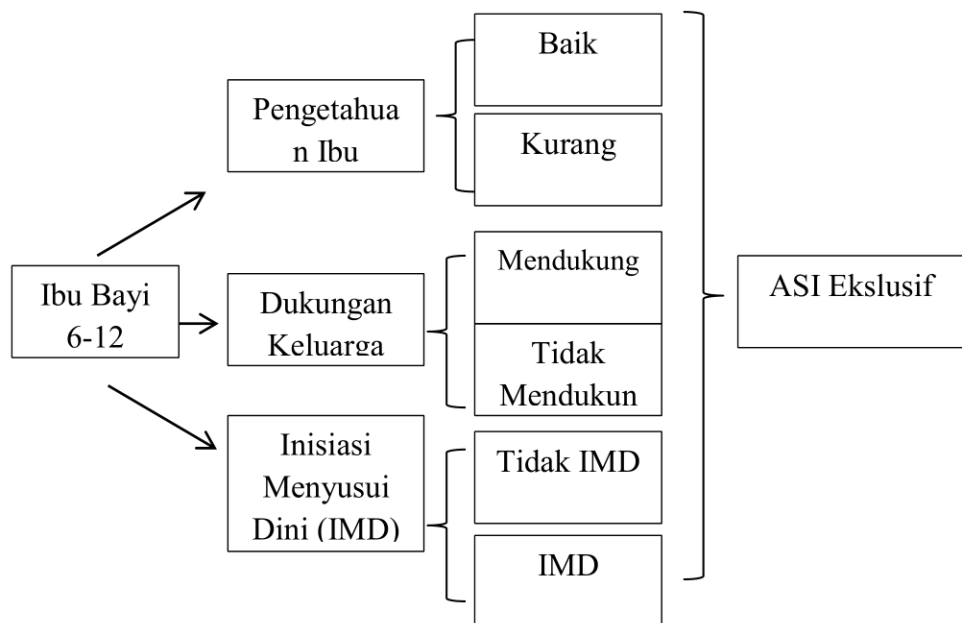 Ibu Bayi
6-12
Pengetahua
n Ibu
Baik
Kurang
Dukungan
Keluarga
Mendukung
Tidak
Mendukun
Inisiasi
Menyusui
Dini (IMD)
Tidak IMD
IMD
ASI Ekslusif